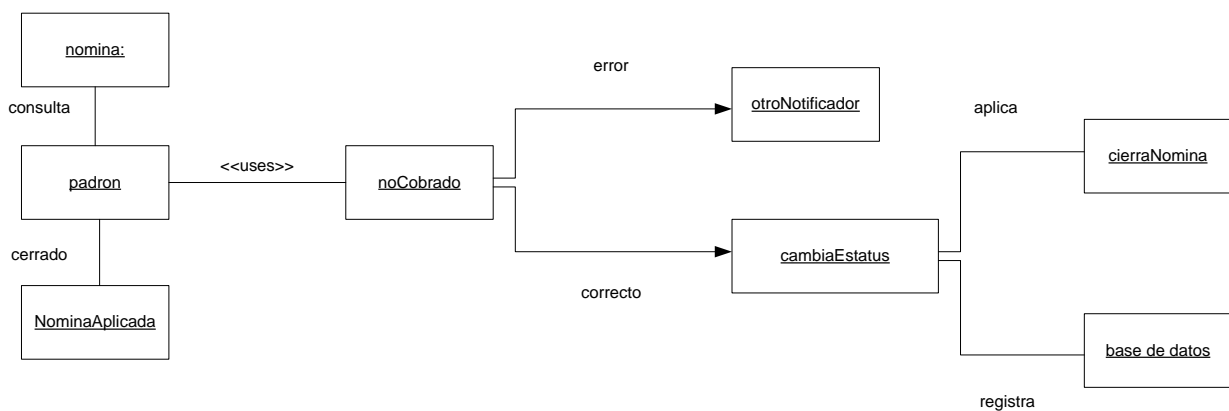 nomina:
consulta
padron
<<uses>>
noCobrado
cerrado
NominaAplicada
error
otroNotificador
correcto
cambiaEstatus
aplica
cierraNomina
base de datos
registra